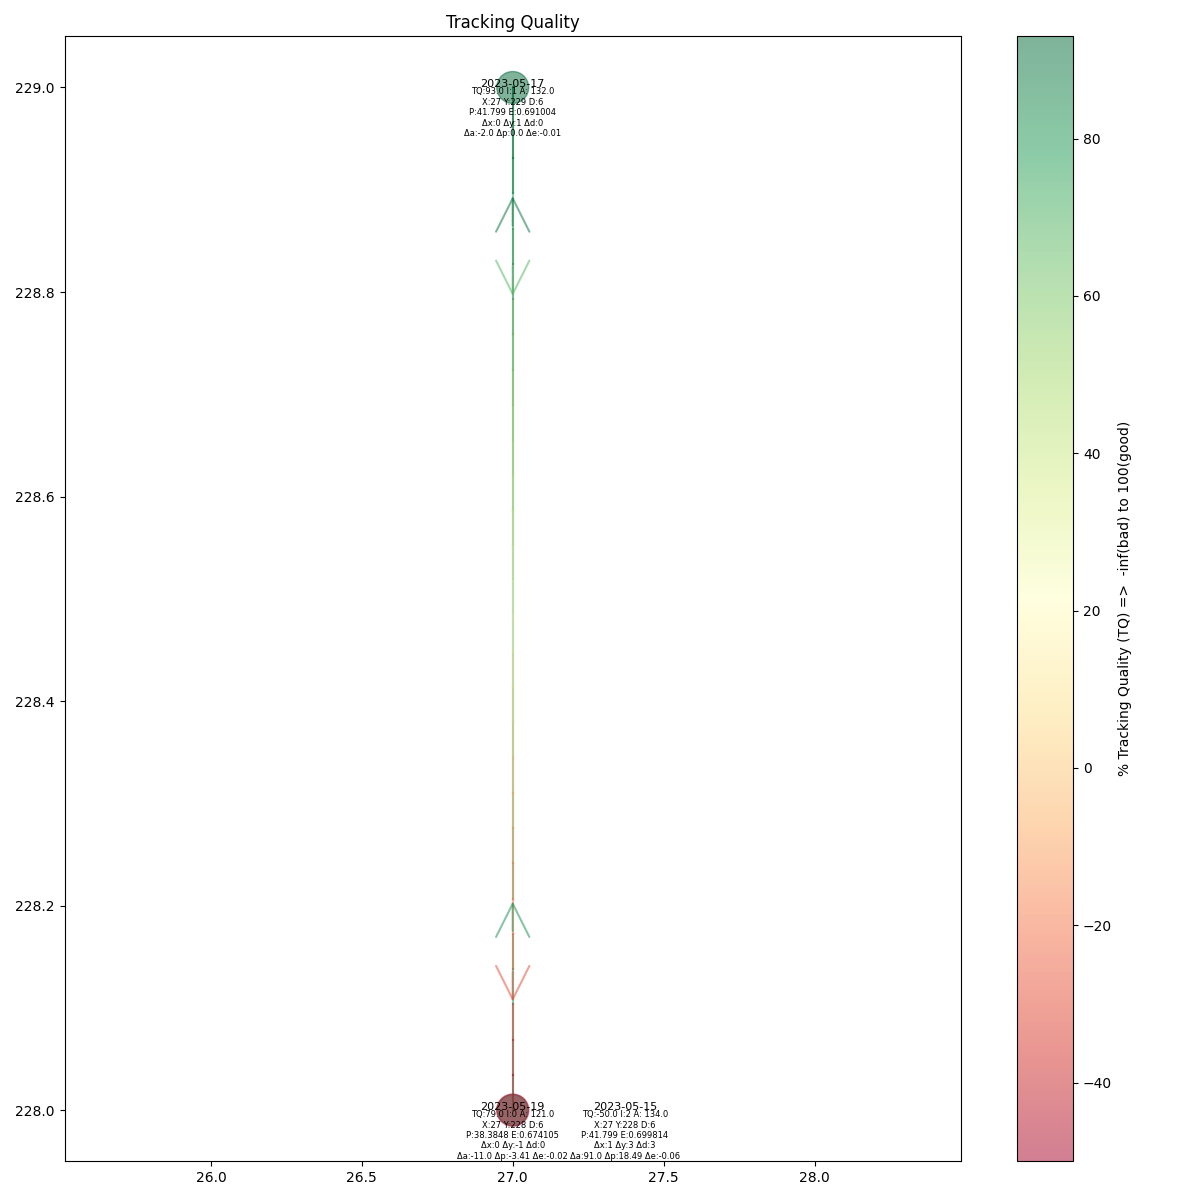 Tracking Quality
229.0
228.8
228.6
228.4
228.2
228.0
2023-05-17
TQ:93.0 I:1 A: 132.0
X:27 Y:229 D:6
P:41.799 E:0.691004
Δx:0 Δy:1 Δd:0
Δa:-2.0 Δp:0.0 Δe:-0.01
2023-05-19
TQ:79.0 I:0 A: 121.0
X:27 Y:228 D:6
P:38.3848 E:0.674105
Δx:0 Δy:-1 Δd:0
Δa:-11.0 Δp:-3.41 Δe:-0.02
2023-05-15
TQ:-50.0 I:2 A: 134.0
X:27 Y:228 D:6
P:41.799 E:0.699814
Δx:1 Δy:3 Δd:3
Δa:91.0 Δp:18.49 Δe:-0.06
26.0 26.5 27.0 27.5 28.0
80
60
40
20
0
−20
−40
% Tracking Quality (TQ) => -inf(bad) to 100(good)